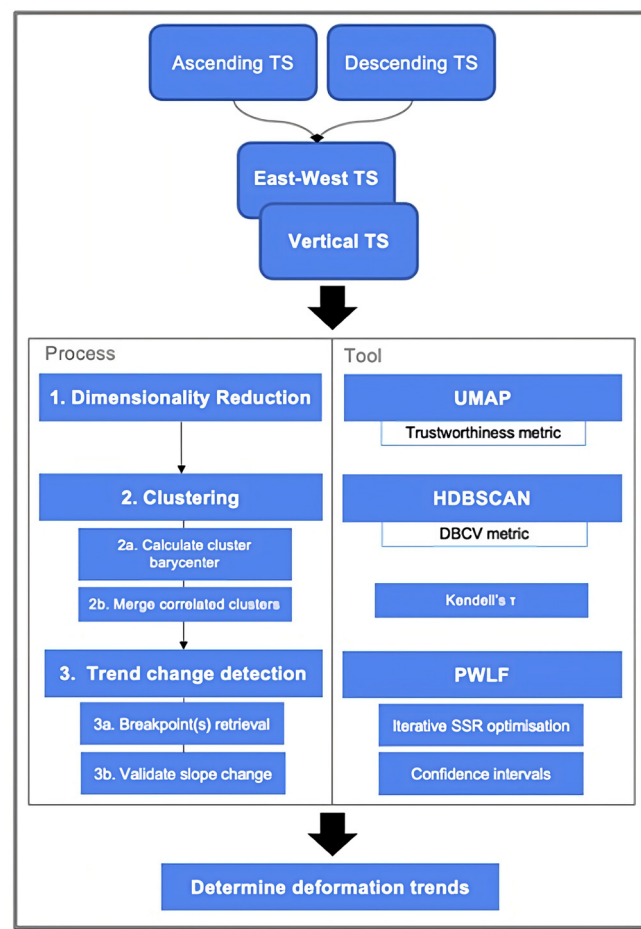 Ascending TS
Descending TS
East-West TS
Vertical TS
Process
Tool
1. Dimensionality Reduction
UMAP
Trustworthiness metric
2. Clustering
HDBSCAN
DBCV metric
2a. Calculate cluster
barycenter
2b. Merge correlated clusters
Kendell's τ
3. Trend change detection
PWLF
3a. Breakpoint(s) retrieval
Iterative SSR optimisation
3b. Validate slope change
Confidence intervals
Determine deformation trends